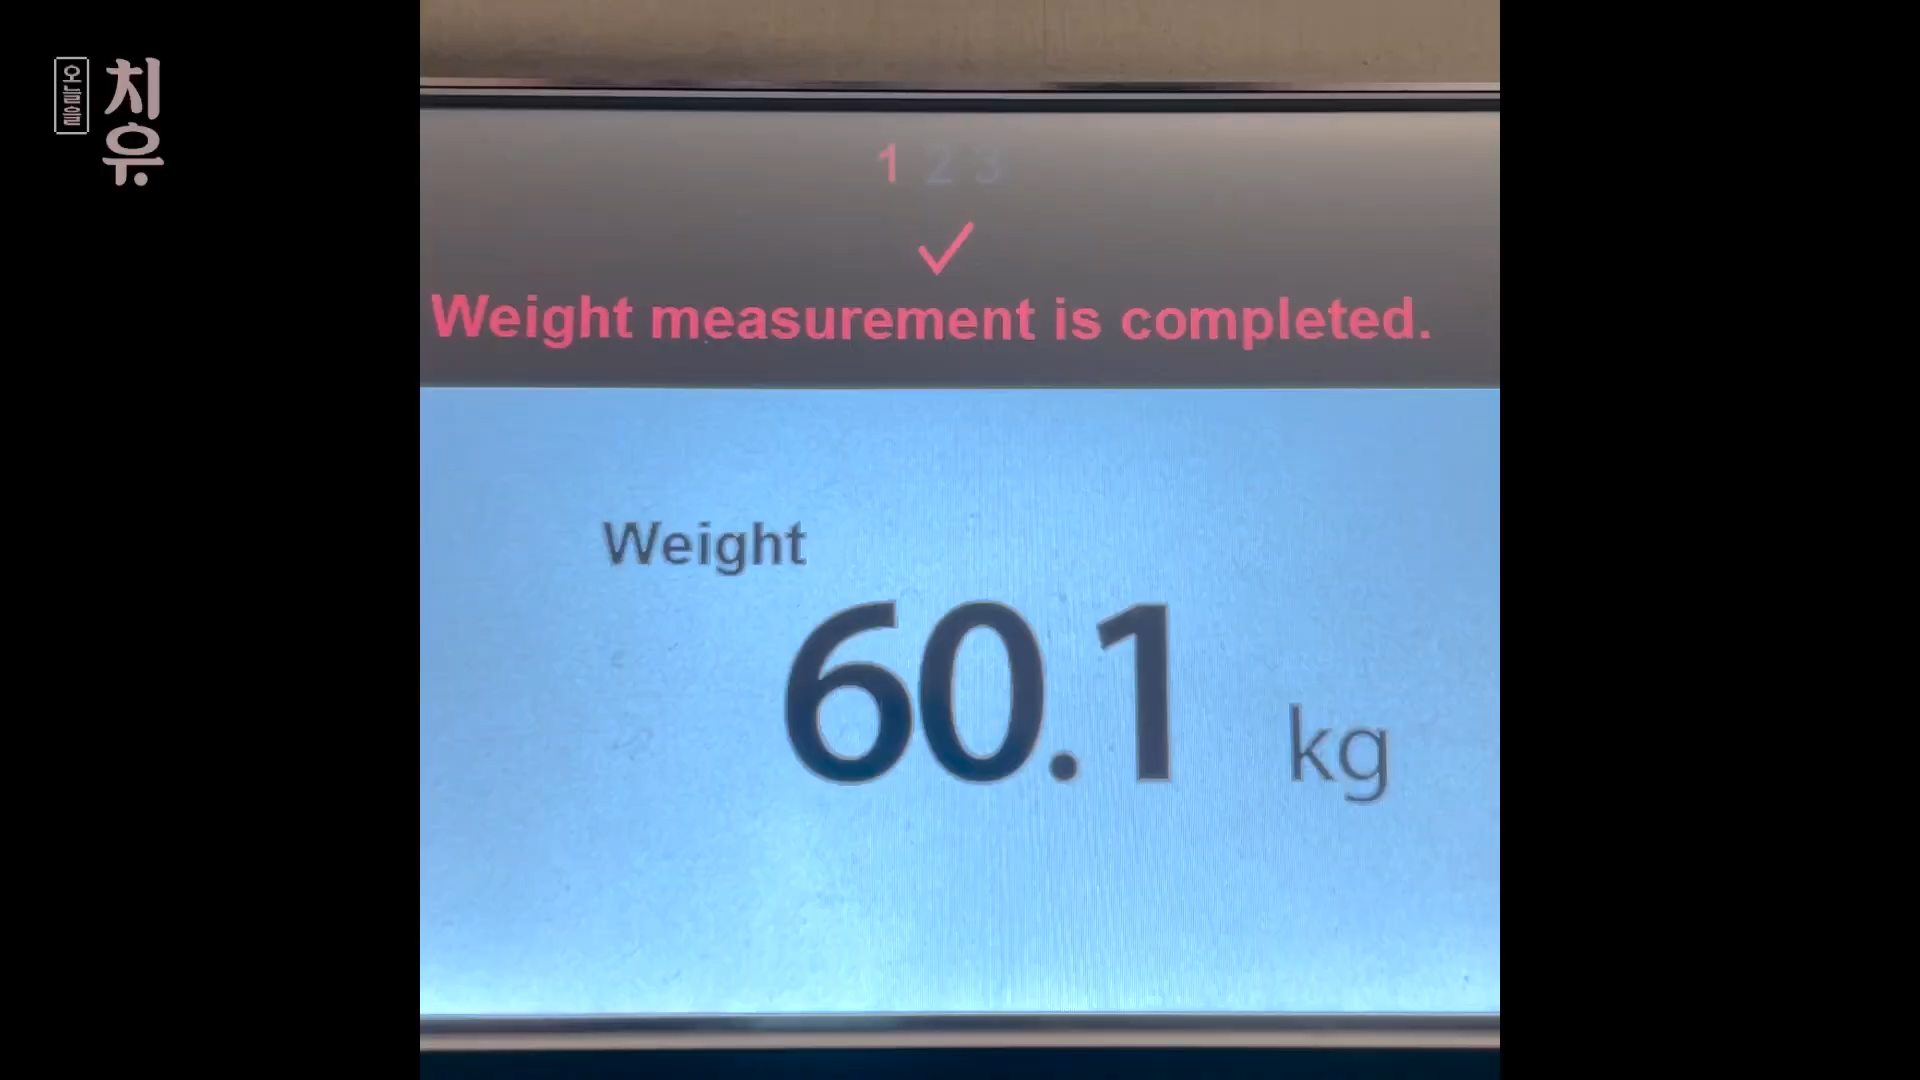 오늘을
치유
1 2 3
Weight measurement is completed.
Weight
60.1 kg